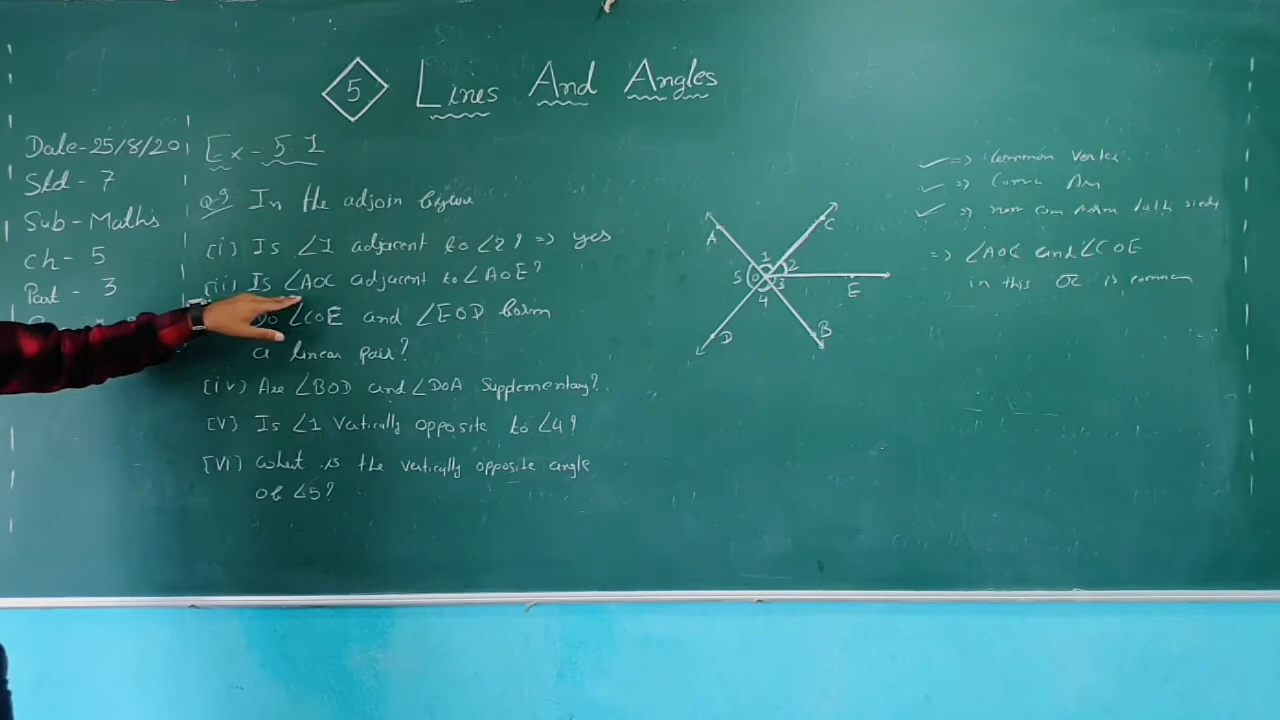 5 Lines And Angles
Date-25/8/20
Std - 7
Sub-Maths
Ch- 5
Part - 3
Ex - 5.1
Q-9 In the adjoin
(i) Is ∠1 adjacent to ∠2? => yes
(ii) Is ∠AOC adjacent to ∠AOE?
Do ∠COE and ∠EOD form
a linear pair?
(iv) Are ∠BOD and ∠DOA Supplementary?
(V) Is ∠1 Vertically opposite to ∠4?
(VI) What is the vertically opposite angle
of ∠5?
A
C
1
2
5
O
3
E
4
D
B
✓ => Common Vertex
✓ =>
✓ => non com
=> ∠AOC and ∠COE
in this OC is common